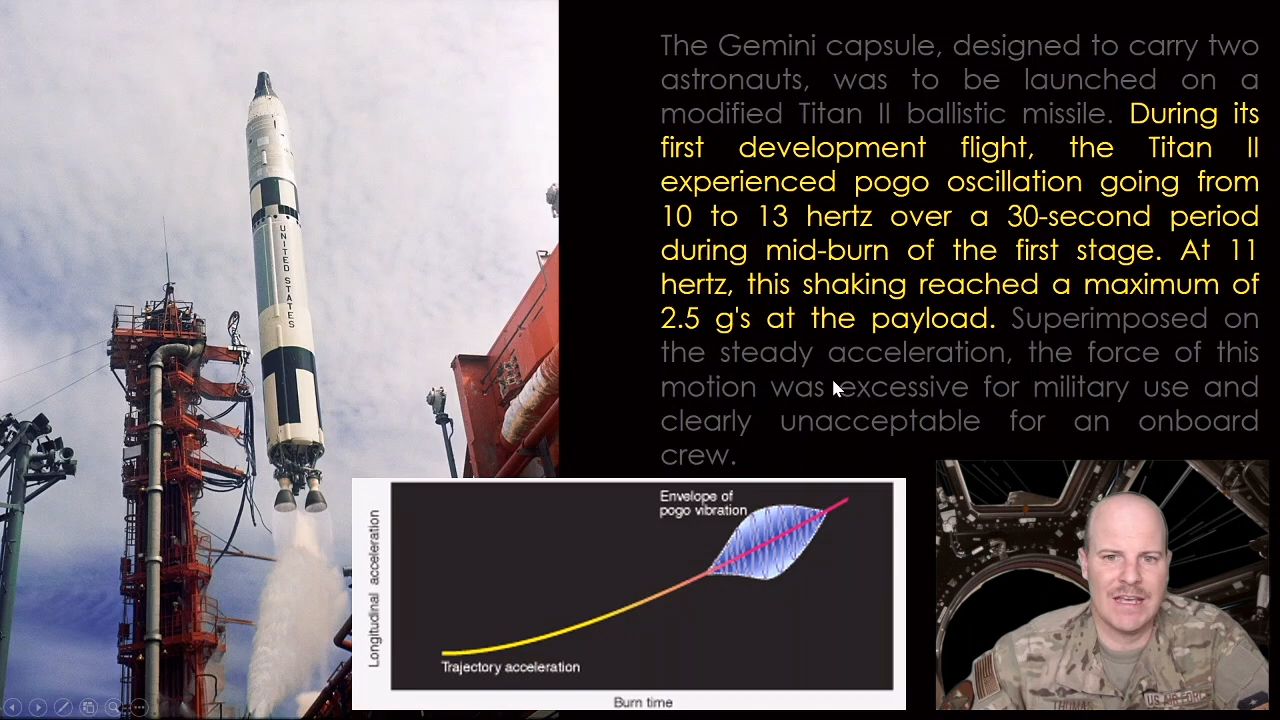 The Gemini capsule, designed to carry two
astronauts, was to be launched on a
modified Titan II ballistic missile. During its
first development flight, the Titan II
experienced pogo oscillation going from
10 to 13 hertz over a 30-second period
during mid-burn of the first stage. At 11
hertz, this shaking reached a maximum of
2.5 g's at the payload. Superimposed on
the steady acceleration, the force of this
motion was excessive for military use and
clearly unacceptable for an onboard
crew.
UNITED STATES
Envelope of
pogo vibration
Longitudinal acceleration
Trajectory acceleration
Burn time
THOMAS
US AIR FORCE